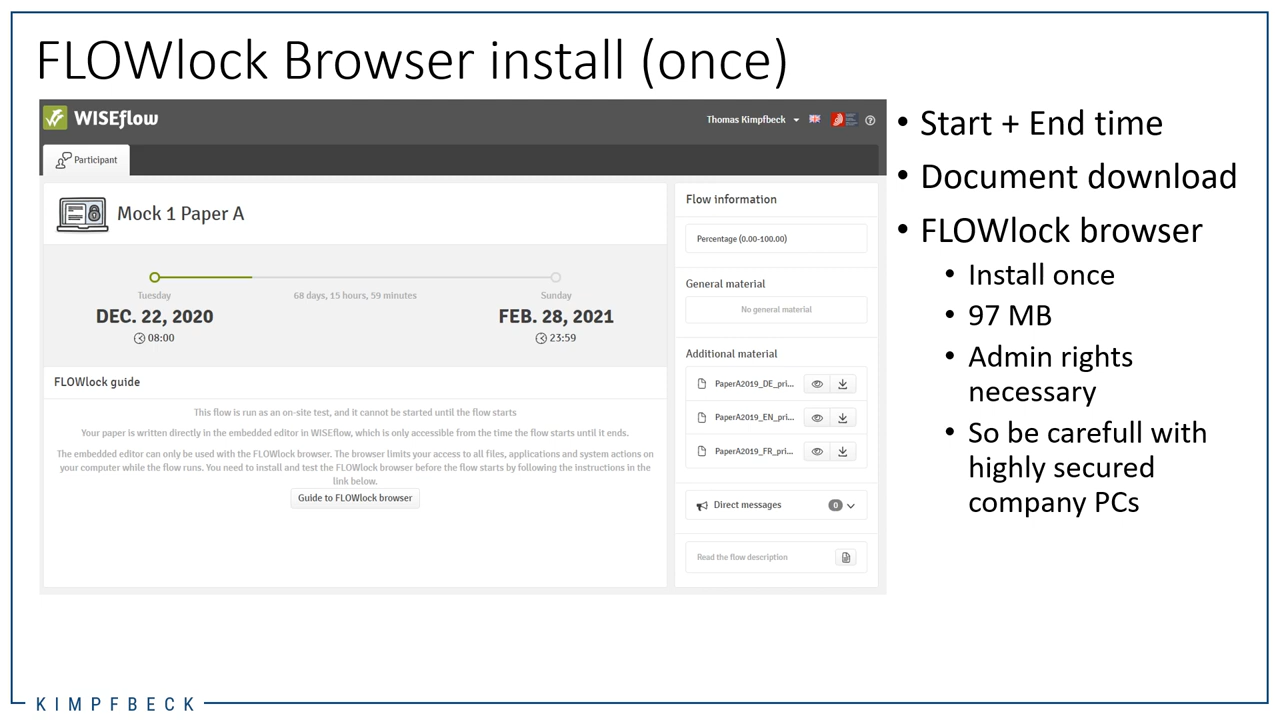 FLOWlock Browser install (once)
WISEflow
Thomas Kimpfbeck
Participant
Mock 1 Paper A
Tuesday
68 days, 15 hours, 59 minutes
Sunday
DEC. 22, 2020
FEB. 28, 2021
08:00
23:59
FLOWlock guide
This flow is run as an on-site test, and it cannot be started until the flow starts
Your paper is written directly in the embedded editor in WISEflow, which is only accessible from the time the flow starts until it ends.
The embedded editor can only be used with the FLOWlock browser. The browser limits your access to all files, applications and system actions on
your computer while the flow runs. You need to install and test the FLOWlock browser before the flow starts by following the instructions in the
link below.
Guide to FLOWlock browser
Flow information
Percentage (0.00-100.00)
General material
No general material
Additional material
PaperA2019_DE_pri...
PaperA2019_EN_pri...
PaperA2019_FR_pri...
Direct messages
0
Read the flow description
• Start + End time
• Document download
• FLOWlock browser
• Install once
• 97 MB
• Admin rights
necessary
• So be carefull with
highly secured
company PCs
KIMPFBECK